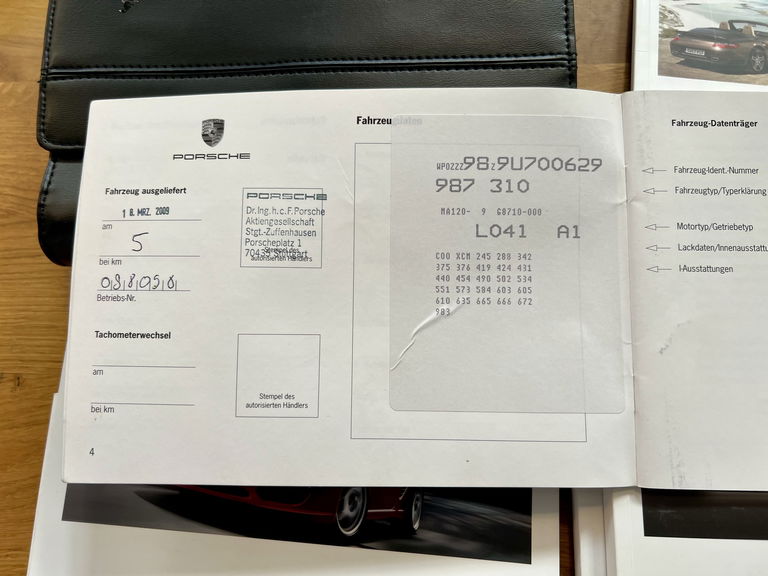 PORSCHE
Fahrzeug ausgeliefert
18. MRZ. 2009
am
5
bei km
Betriebs-Nr.
PORSCHE
Dr.Ing.h.c.F.Porsche
Aktiengesellschaft
Stgt.-Zuffenhausen
Porscheplatz 1
70435 Stuttgart
Stempel des
autorisierten Händlers
Tachometerwechsel
am
bei km
Stempel des
autorisierten Händlers
4
Fahrzeugdaten
WPOZZZ98Z9U700629
987 310
MA120- 9 G8710-000
L041 A1
C00 XCM 245 288 342
375 376 419 424 431
440 454 490 502 534
551 573 584 603 605
610 635 665 666 672
983
Fahrzeug-Datenträger
Fahrzeug-Ident.-Nummer
Fahrzeugtyp/Typerklärung
Motortyp/Getriebetyp
Lackdaten/Innenausstattu
I-Ausstattungen